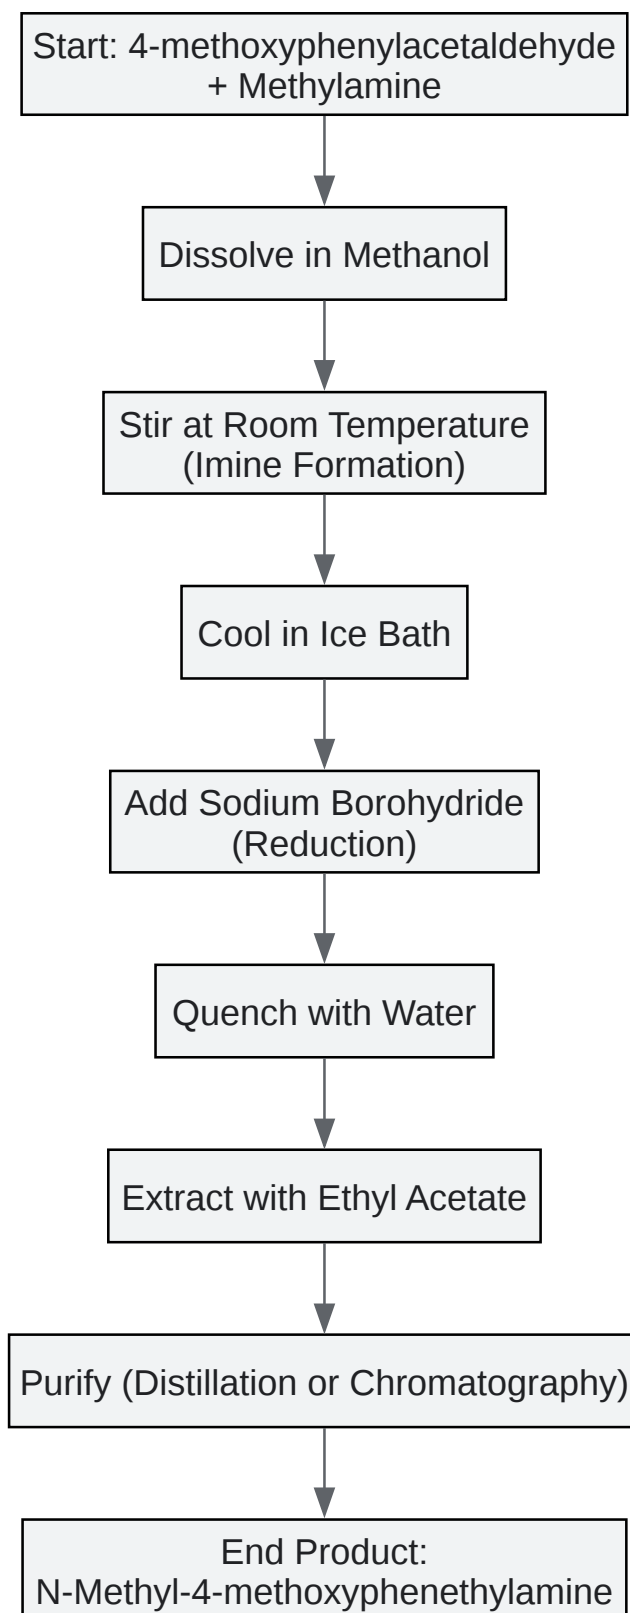 Start: 4-methoxyphenylacetaldehyde
+ Methylamine
Dissolve in Methanol
Stir at Room Temperature
(Imine Formation)
Cool in Ice Bath
Add Sodium Borohydride
(Reduction)
Quench with Water
Extract with Ethyl Acetate
Purify (Distillation or Chromatography)
End Product:
N-Methyl-4-methoxyphenethylamine